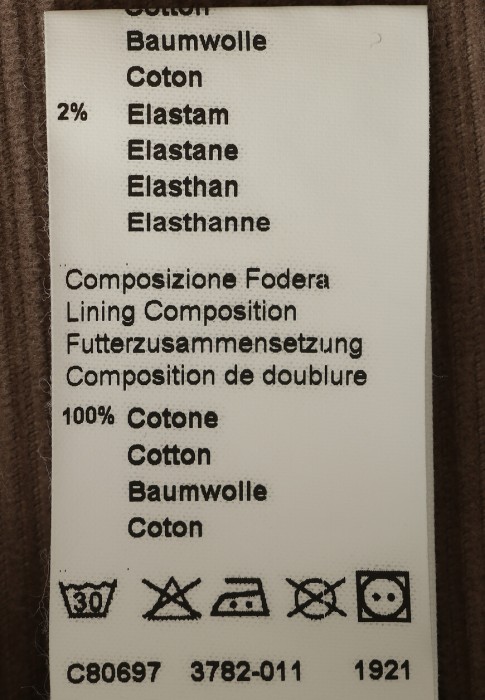 Cotton
Baumwolle
Coton
2% Elastam
Elastane
Elasthan
Elasthanne
Composizione Fodera
Lining Composition
Futterzusammensetzung
Composition de doublure
100% Cotone
Cotton
Baumwolle
Coton
30
C80697 3782-011 1921